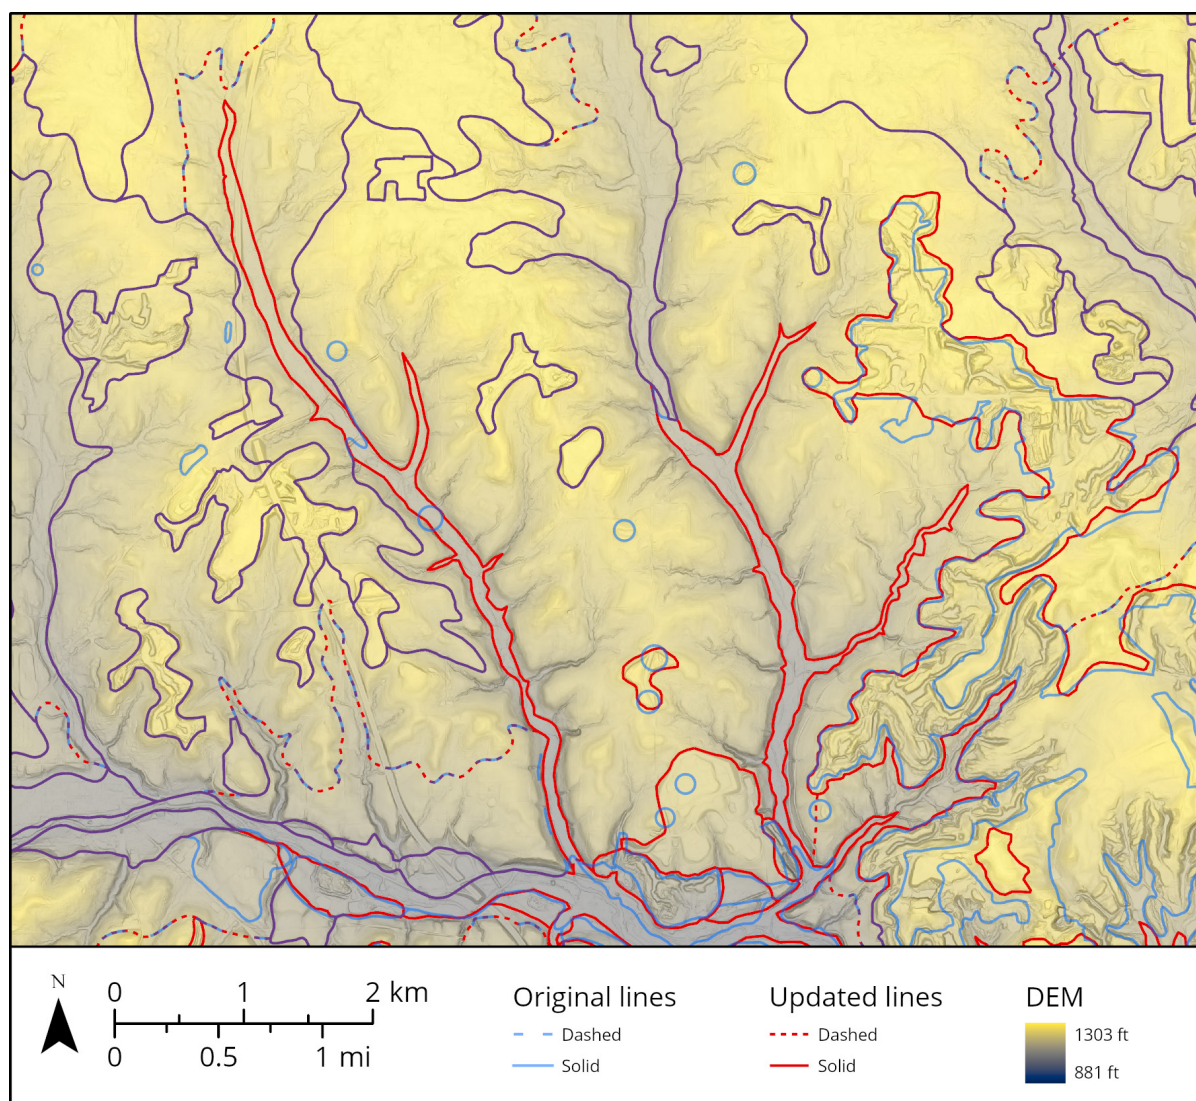 N
0 1 2 km
0 0.5 1 mi
Original lines
Dashed
Solid
Updated lines
Dashed
Solid
DEM
1303 ft
881 ft